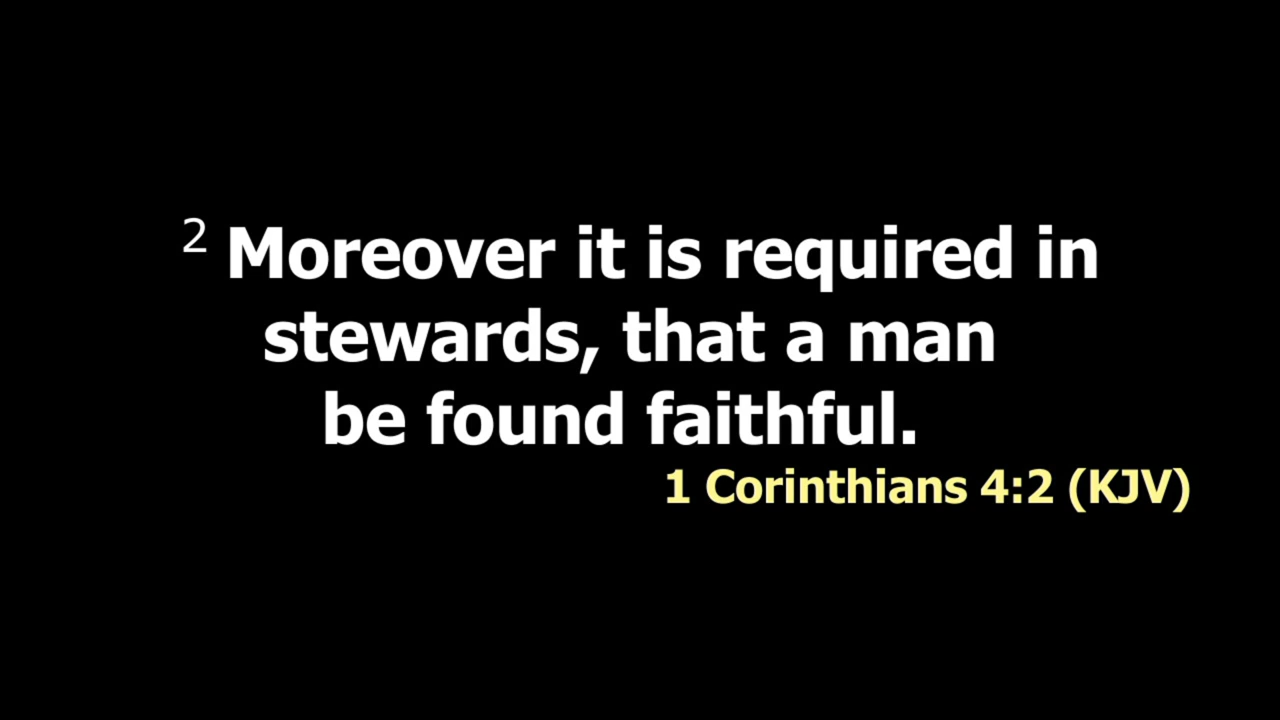 2 Moreover it is required in
stewards, that a man
be found faithful.
1 Corinthians 4:2 (KJV)